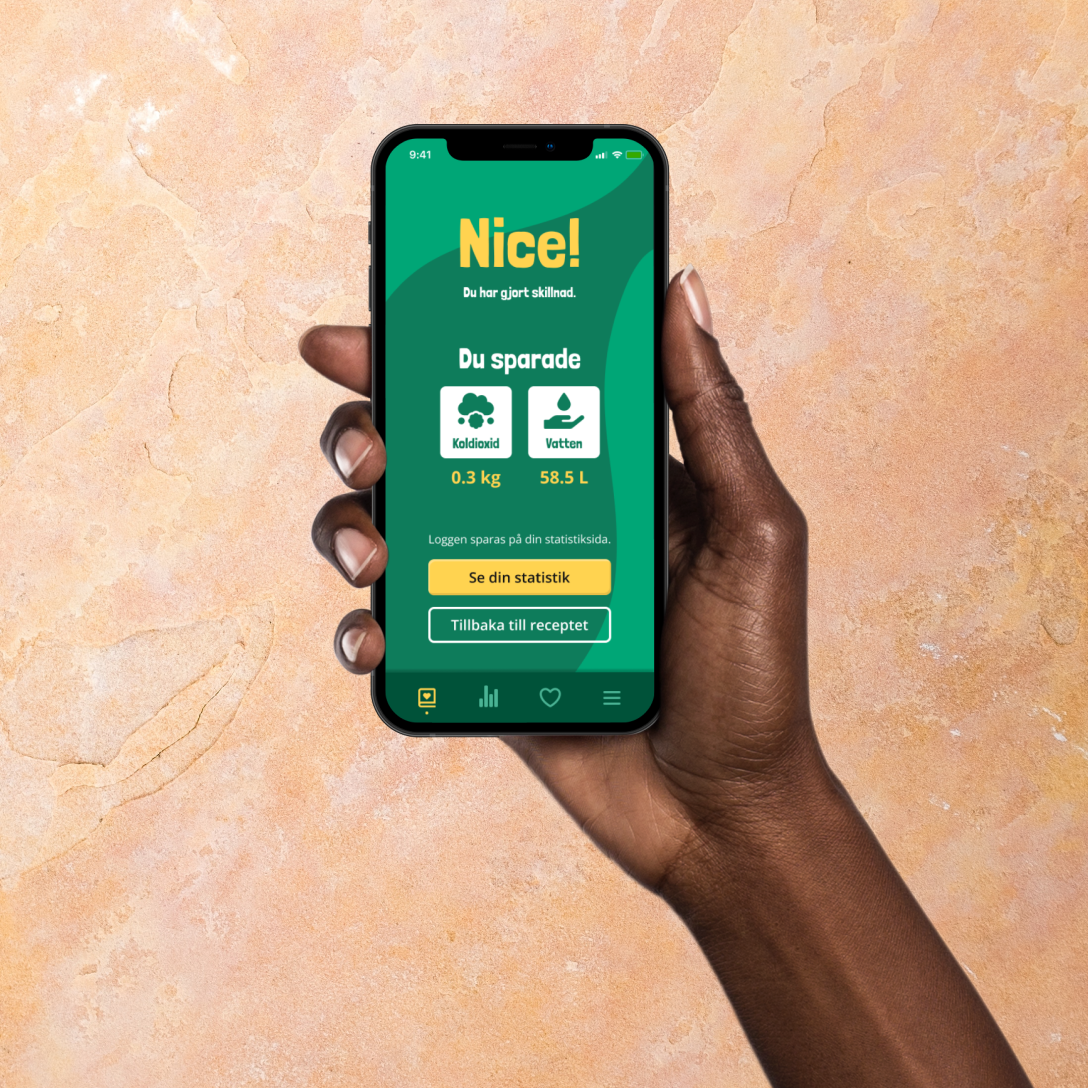 9:41
Nice!
Du har gjort skillnad.
Du sparade
Koldioxid Vatten
0.3 kg 58.5 L
Loggen sparas på din statistiksida.
Se din statistik
Tillbaka till receptet